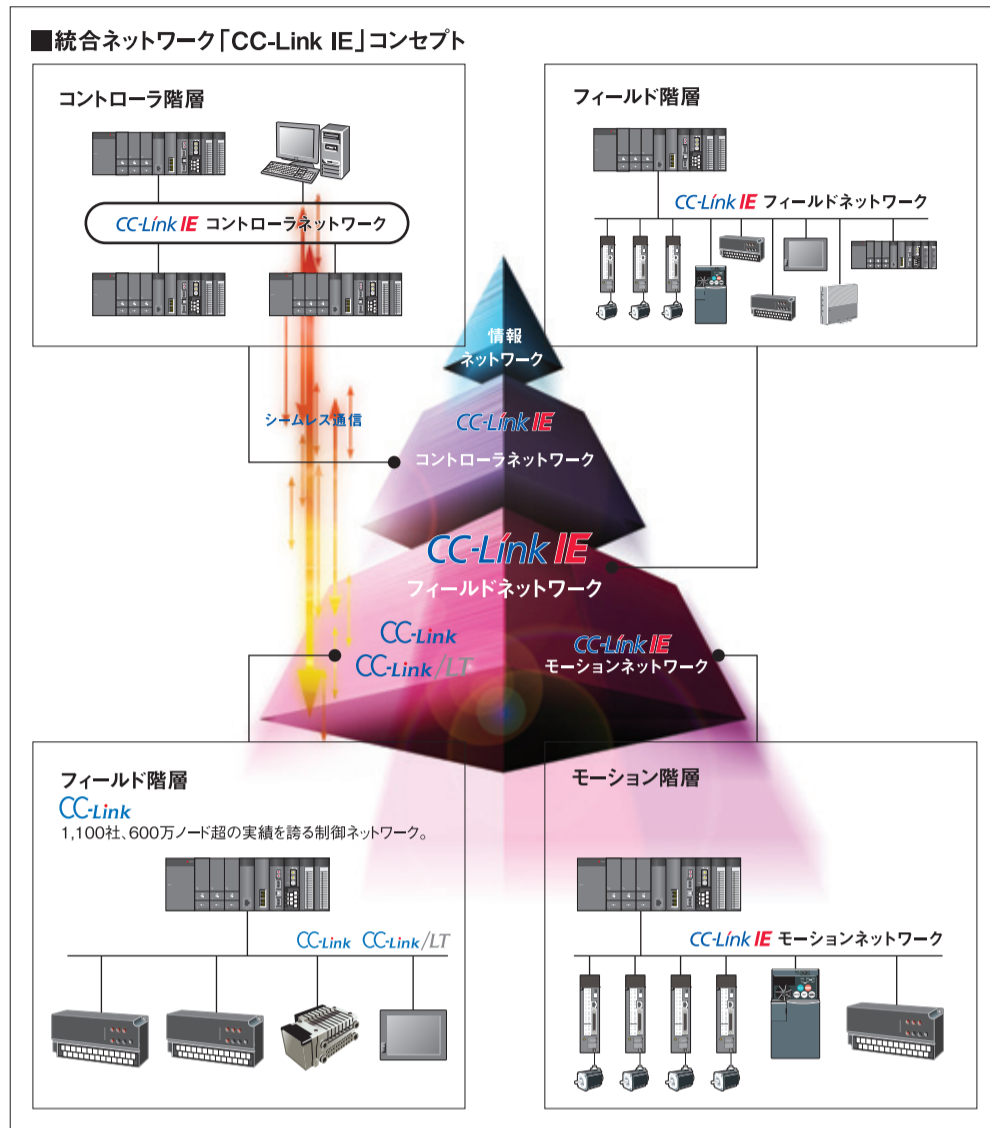 ■統合ネットワーク「CC-Link IE」コンセプト
コントローラ階層
CC-Link IE コントローラネットワーク
フィールド階層
CC-Link IE フィールドネットワーク
情報
ネットワーク
シームレス通信
CC-Link IE
コントローラネットワーク
CC-Link IE
フィールドネットワーク
CC-Link
CC-Link/LT
CC-Link IE
モーションネットワーク
フィールド階層
CC-Link
1,100社、600万ノード超の実績を誇る制御ネットワーク。
CC-Link CC-Link/LT
モーション階層
CC-Link IE モーションネットワーク